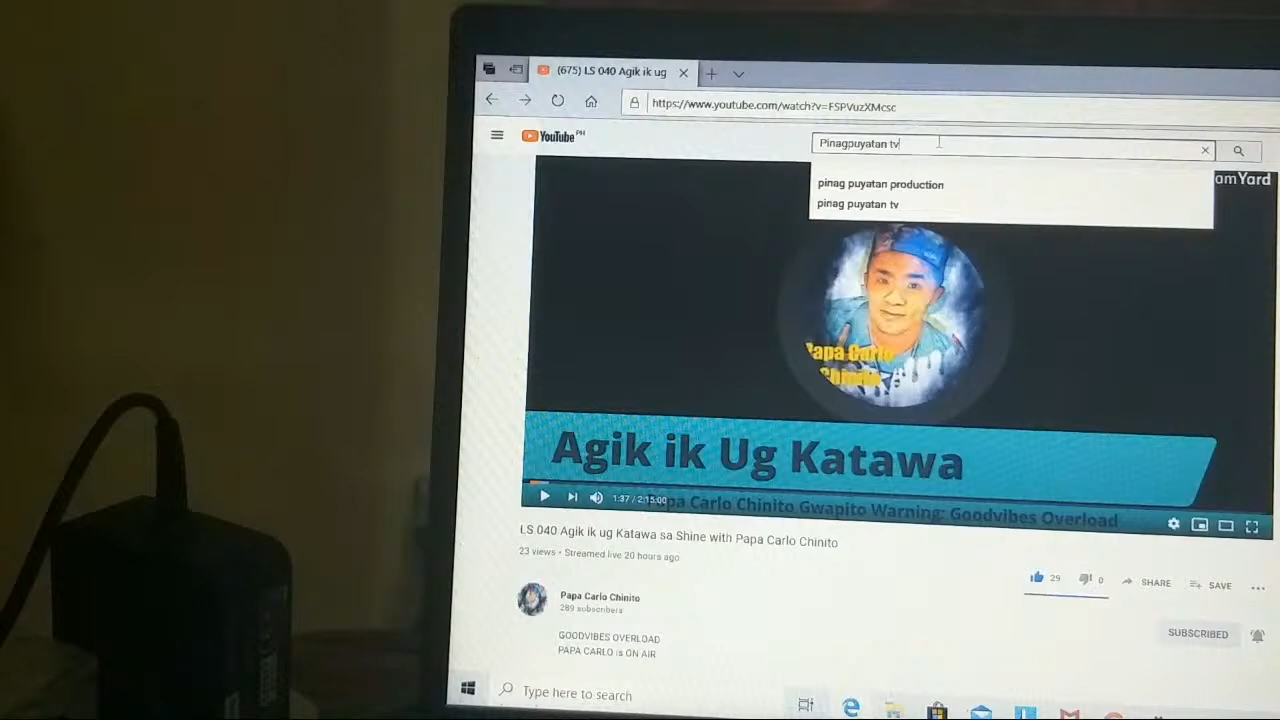 (675) LS 040 Agik ik ug
https://www.youtube.com/watch?v=FSPVuzXMcsc
YouTube PH
Pinagpuyatan tv
pinag puyatan production
pinag puyatan tv
amYard
Papa Carlo
Chinito
Agik ik Ug Katawa
Papa Carlo Chinito Gwapito Warning: Goodvibes Overload
1:37 / 2:15:00
LS 040 Agik ik ug Katawa sa Shine with Papa Carlo Chinito
23 views • Streamed live 20 hours ago
29
0
SHARE
SAVE
Papa Carlo Chinito
289 subscribers
SUBSCRIBED
GOODVIBES OVERLOAD
PAPA CARLO is ON AIR
Type here to search